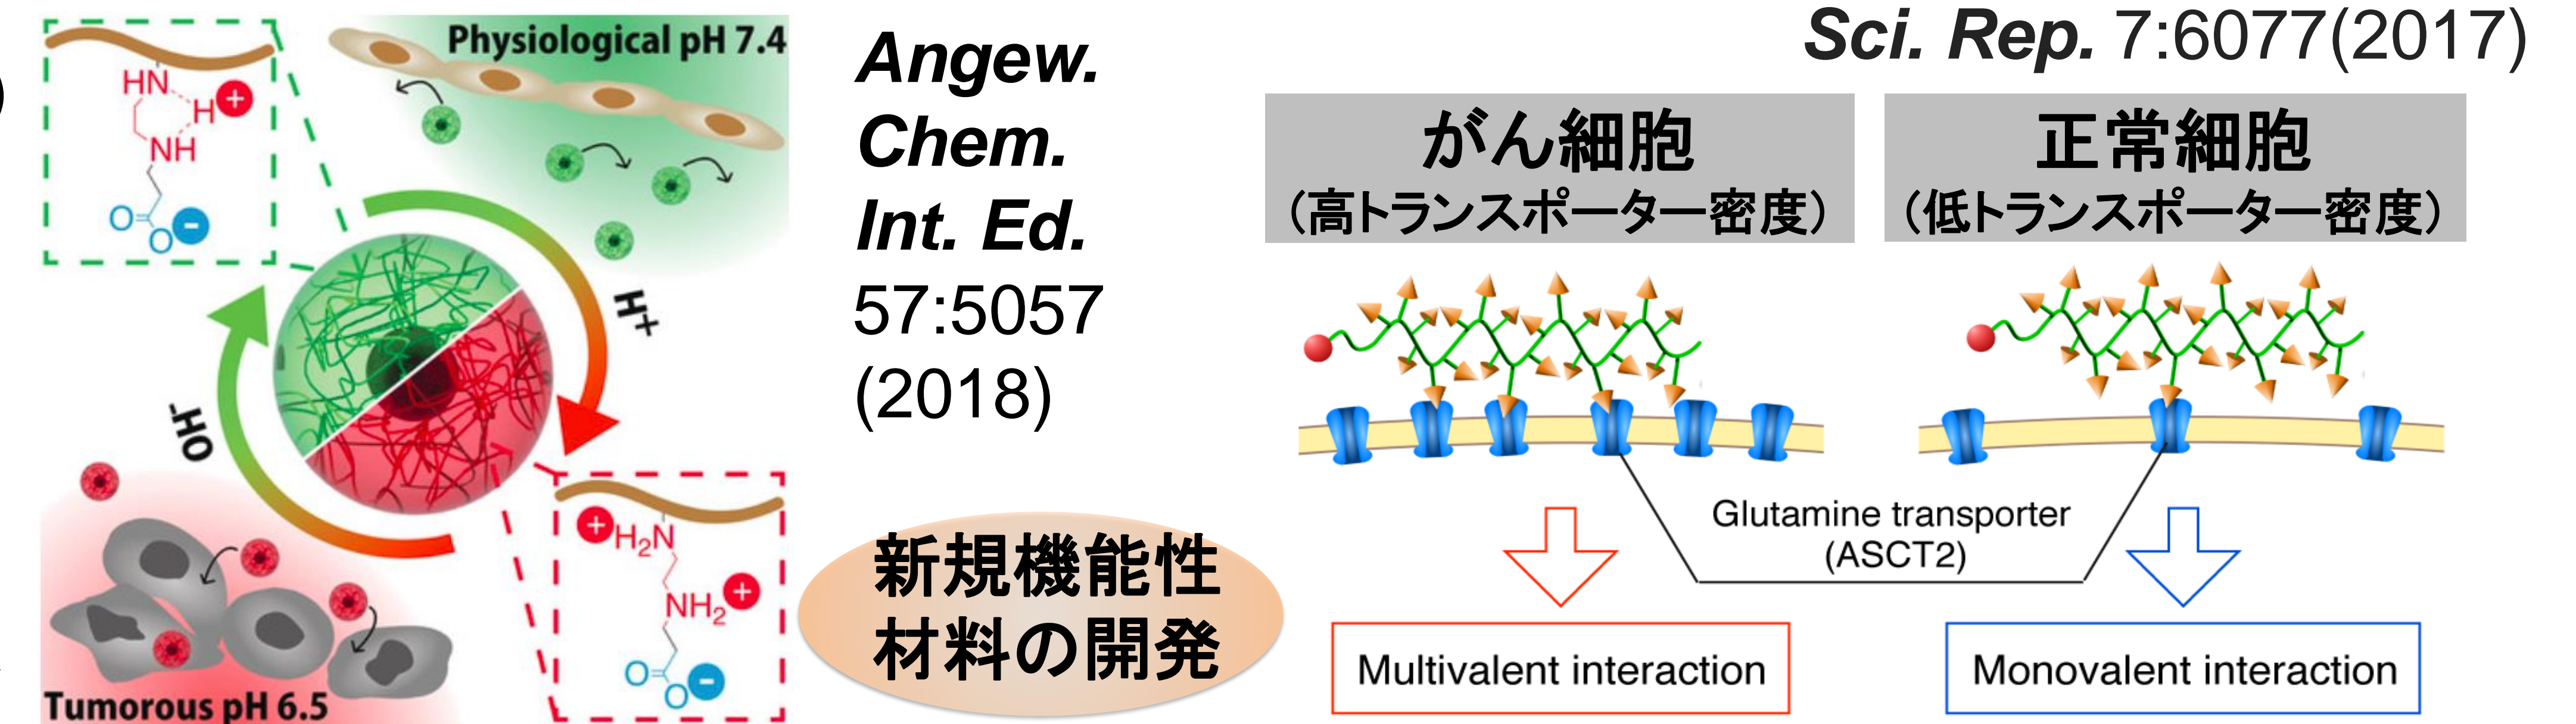 Physiological pH 7.4
HN
H
+
NH
O
O
-
H+
OH-
+
H2N
NH2
+
O
O
-
Tumorous pH 6.5
Angew.
Chem.
Int. Ed.
57:5057
(2018)
新規機能性
材料の開発
Sci. Rep. 7:6077(2017)
がん細胞
（高トランスポーター密度）
正常細胞
（低トランスポーター密度）
Glutamine transporter
(ASCT2)
Multivalent interaction
Monovalent interaction